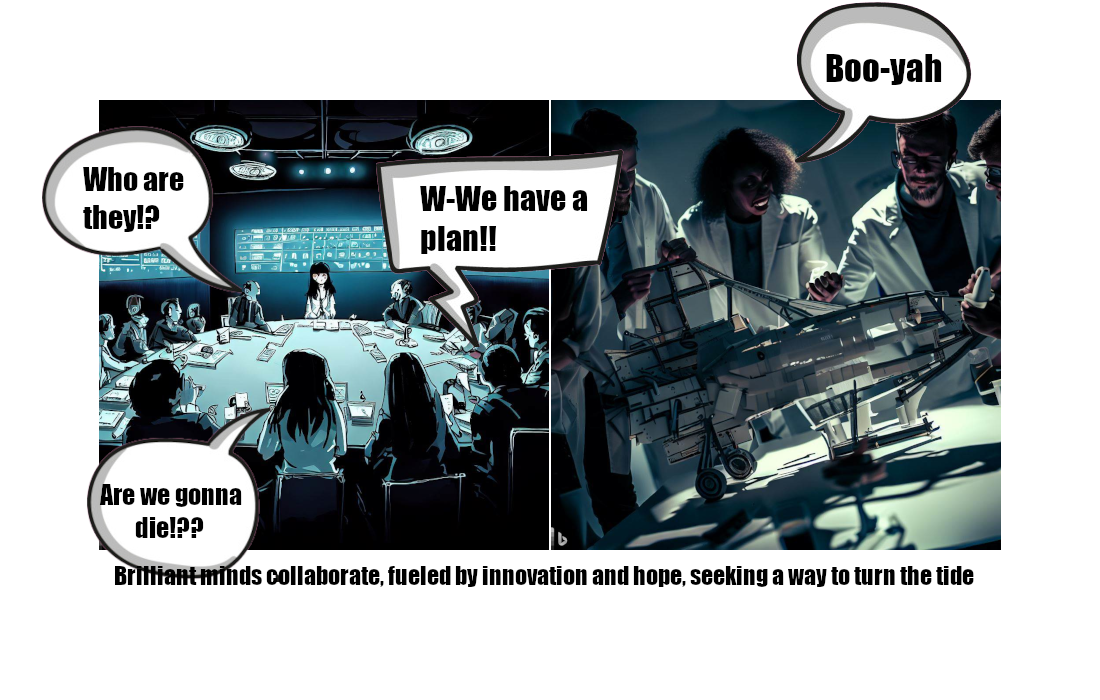 Boo-yah
Who are
they!?
W-We have a
plan!!
Are we gonna
die!??
Brilliant minds collaborate, fueled by innovation and hope, seeking a way to turn the tide